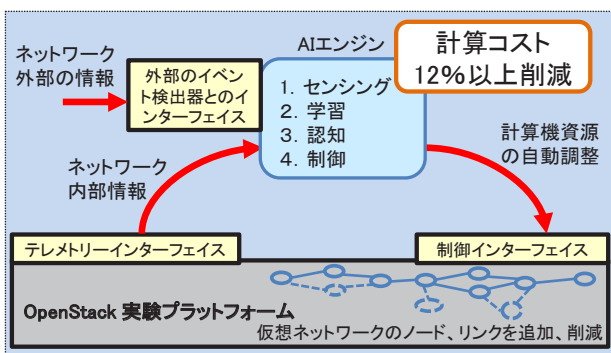 ネットワーク
外部の情報
外部のイベン
ト検出器とのイ
ンターフェイス
AIエンジン
1. センシング
2. 学習
3. 認知
4. 制御
計算コスト
12%以上削減
ネットワーク
内部情報
計算機資源
の自動調整
テレメトリーインターフェイス
制御インターフェイス
OpenStack 実験プラットフォーム
仮想ネットワークのノード、リンクを追加、削減